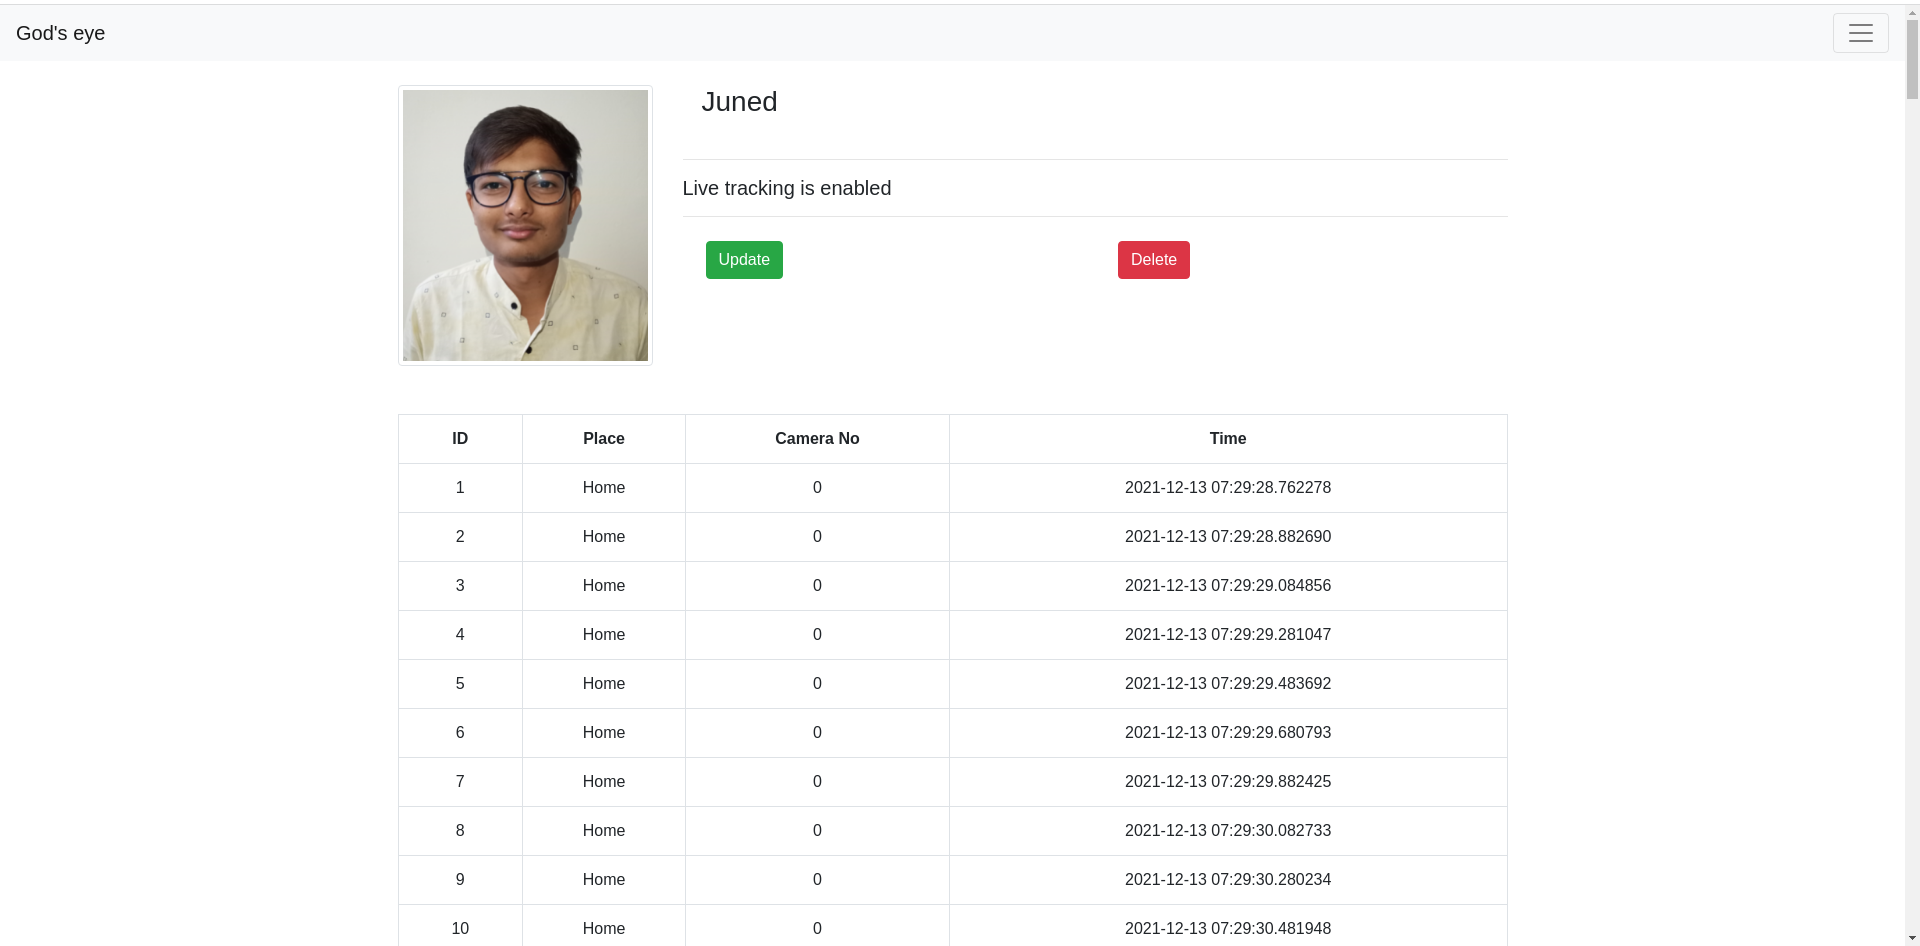 God's eye
Juned
Live tracking is enabled
Update Delete
ID Place Camera No Time
1 Home 0 2021-12-13 07:29:28.762278
2 Home 0 2021-12-13 07:29:28.882690
3 Home 0 2021-12-13 07:29:29.084856
4 Home 0 2021-12-13 07:29:29.281047
5 Home 0 2021-12-13 07:29:29.483692
6 Home 0 2021-12-13 07:29:29.680793
7 Home 0 2021-12-13 07:29:29.882425
8 Home 0 2021-12-13 07:29:30.082733
9 Home 0 2021-12-13 07:29:30.280234
10 Home 0 2021-12-13 07:29:30.481948